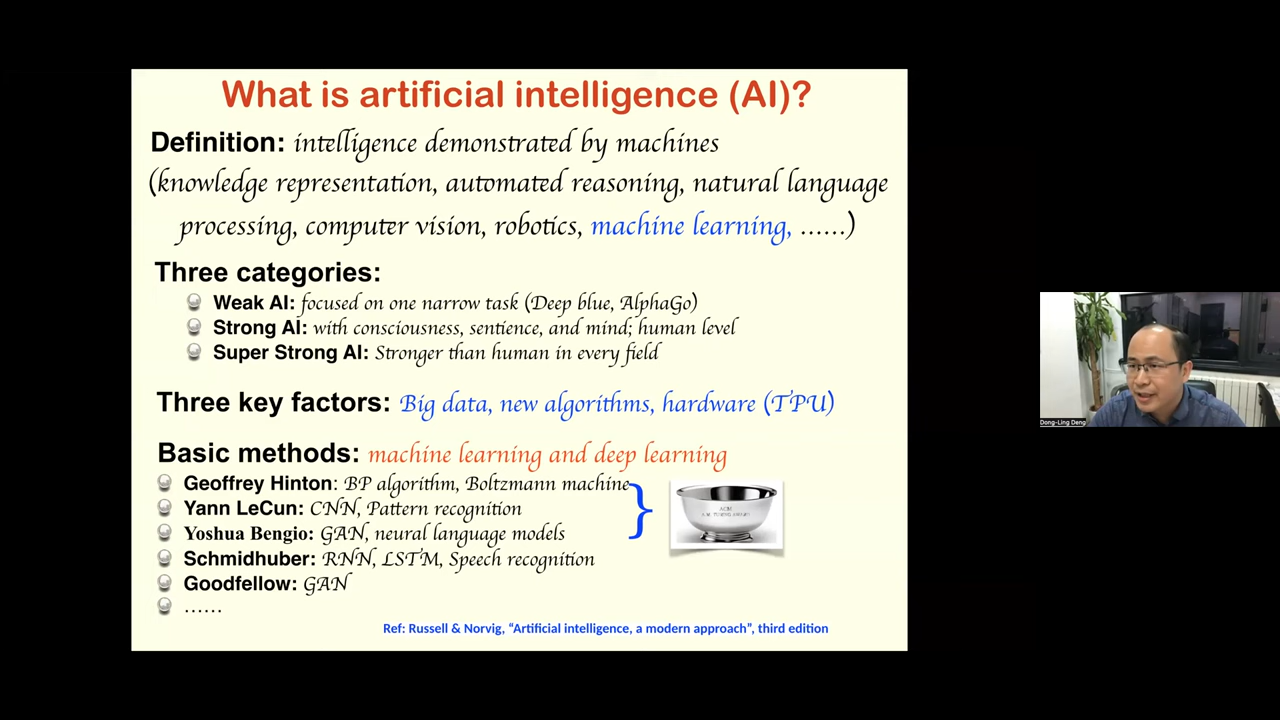 What is artificial intelligence (AI)?
Definition: intelligence demonstrated by machines
(knowledge representation, automated reasoning, natural language
processing, computer vision, robotics, machine learning, ......)
Three categories:
Weak AI: focused on one narrow task (Deep blue, AlphaGo)
Strong AI: with consciousness, sentience, and mind; human level
Super Strong AI: Stronger than human in every field
Three key factors: Big data, new algorithms, hardware (TPU)
Basic methods: machine learning and deep learning
Geoffrey Hinton: BP algorithm, Boltzmann machine
Yann LeCun: CNN, Pattern recognition
Yoshua Bengio: GAN, neural language models
Schmidhuber: RNN, LSTM, Speech recognition
Goodfellow: GAN
......
ACM
A.M. TURING AWARD
Ref: Russell & Norvig, “Artificial intelligence, a modern approach”, third edition
Dong-Ling Deng